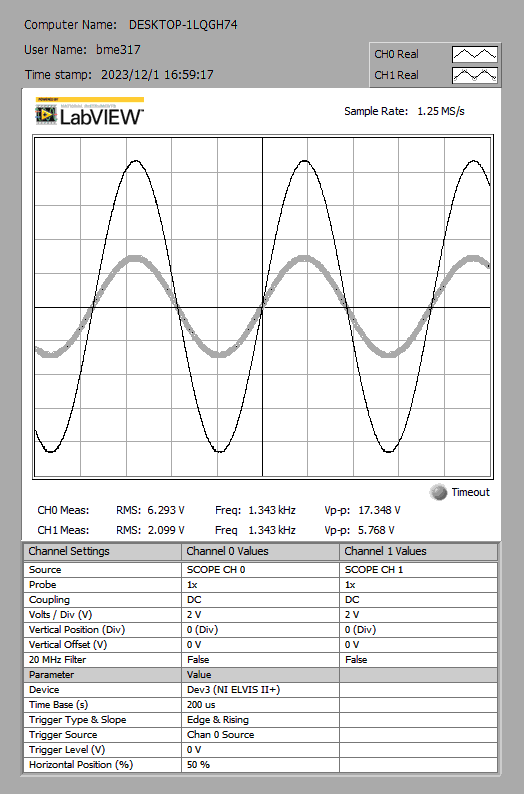 Computer Name: DESKTOP-1LQGH74
User Name: bme317
Time stamp: 2023/12/1 16:59:17
CH0 Real
CH1 Real
POWERED BY
NATIONAL INSTRUMENTS
LabVIEW™
Sample Rate: 1.25 MS/s
Timeout
CH0 Meas: RMS: 6.293 V Freq: 1.343 kHz Vp-p: 17.348 V
CH1 Meas: RMS: 2.099 V Freq 1.343 kHz Vp-p: 5.768 V
Channel Settings Channel 0 Values Channel 1 Values
Source SCOPE CH 0 SCOPE CH 1
Probe 1x 1x
Coupling DC DC
Volts / Div (V) 2 V 2 V
Vertical Position (Div) 0 (Div) 0 (Div)
Vertical Offset (V) 0 V 0 V
20 MHz Filter False False
Parameter Value
Device Dev3 (NI ELVIS II+)
Time Base (s) 200 us
Trigger Type & Slope Edge & Rising
Trigger Source Chan 0 Source
Trigger Level (V) 0 V
Horizontal Position (%) 50 %